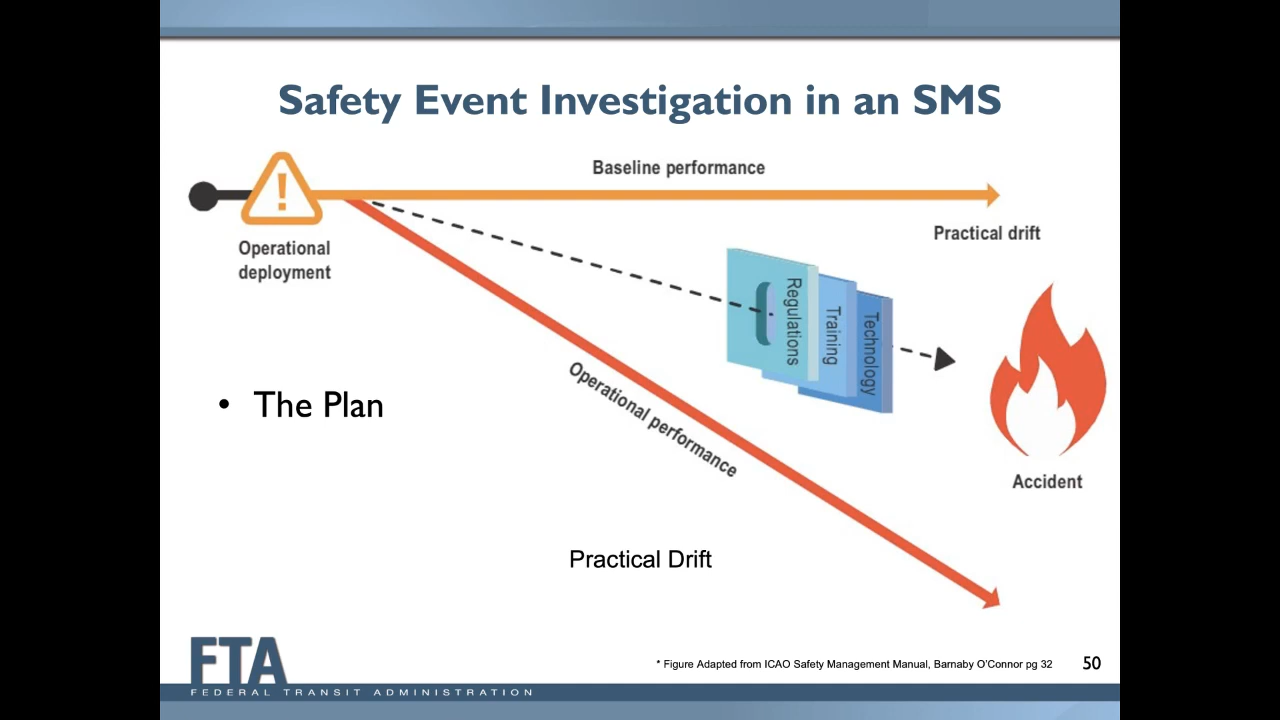 Safety Event Investigation in an SMS
Baseline performance
!
Practical drift
Operational
deployment
Regulations
Training
Technology
Operational performance
• The Plan
Accident
Practical Drift
FTA
FEDERAL TRANSIT ADMINISTRATION
* Figure Adapted from ICAO Safety Management Manual, Barnaby O'Connor pg 32
50